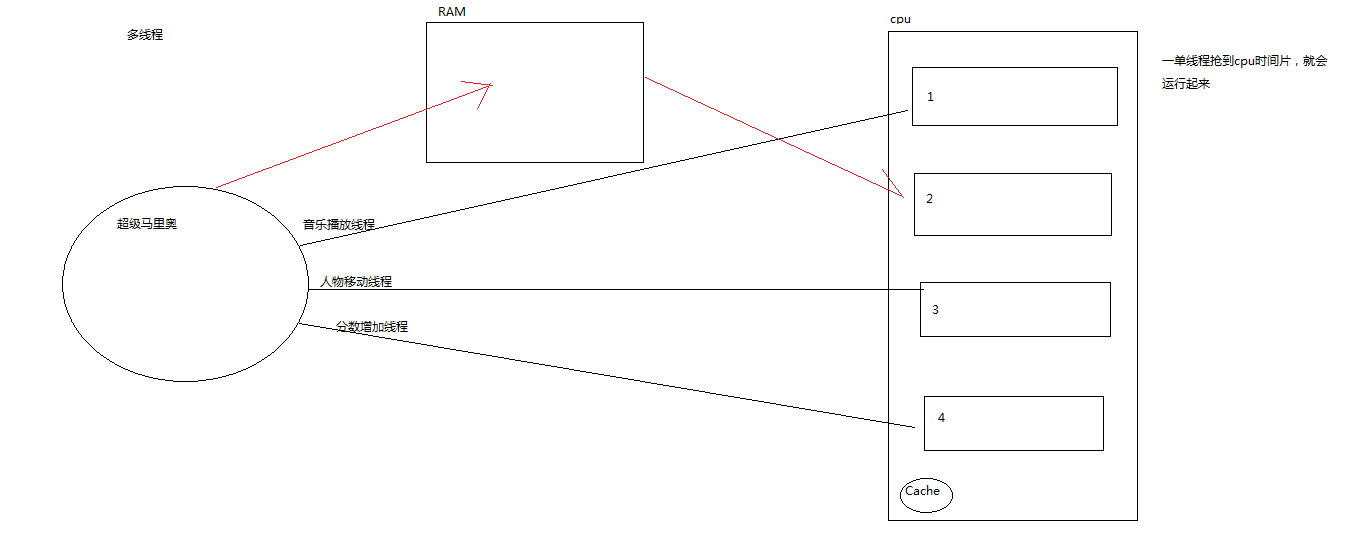 多线程
RAM
cpu
一单线程抢到cpu时间片，就会
运行起来
1
2
3
4
Cache
超级马里奥
音乐播放线程
人物移动线程
分数增加线程